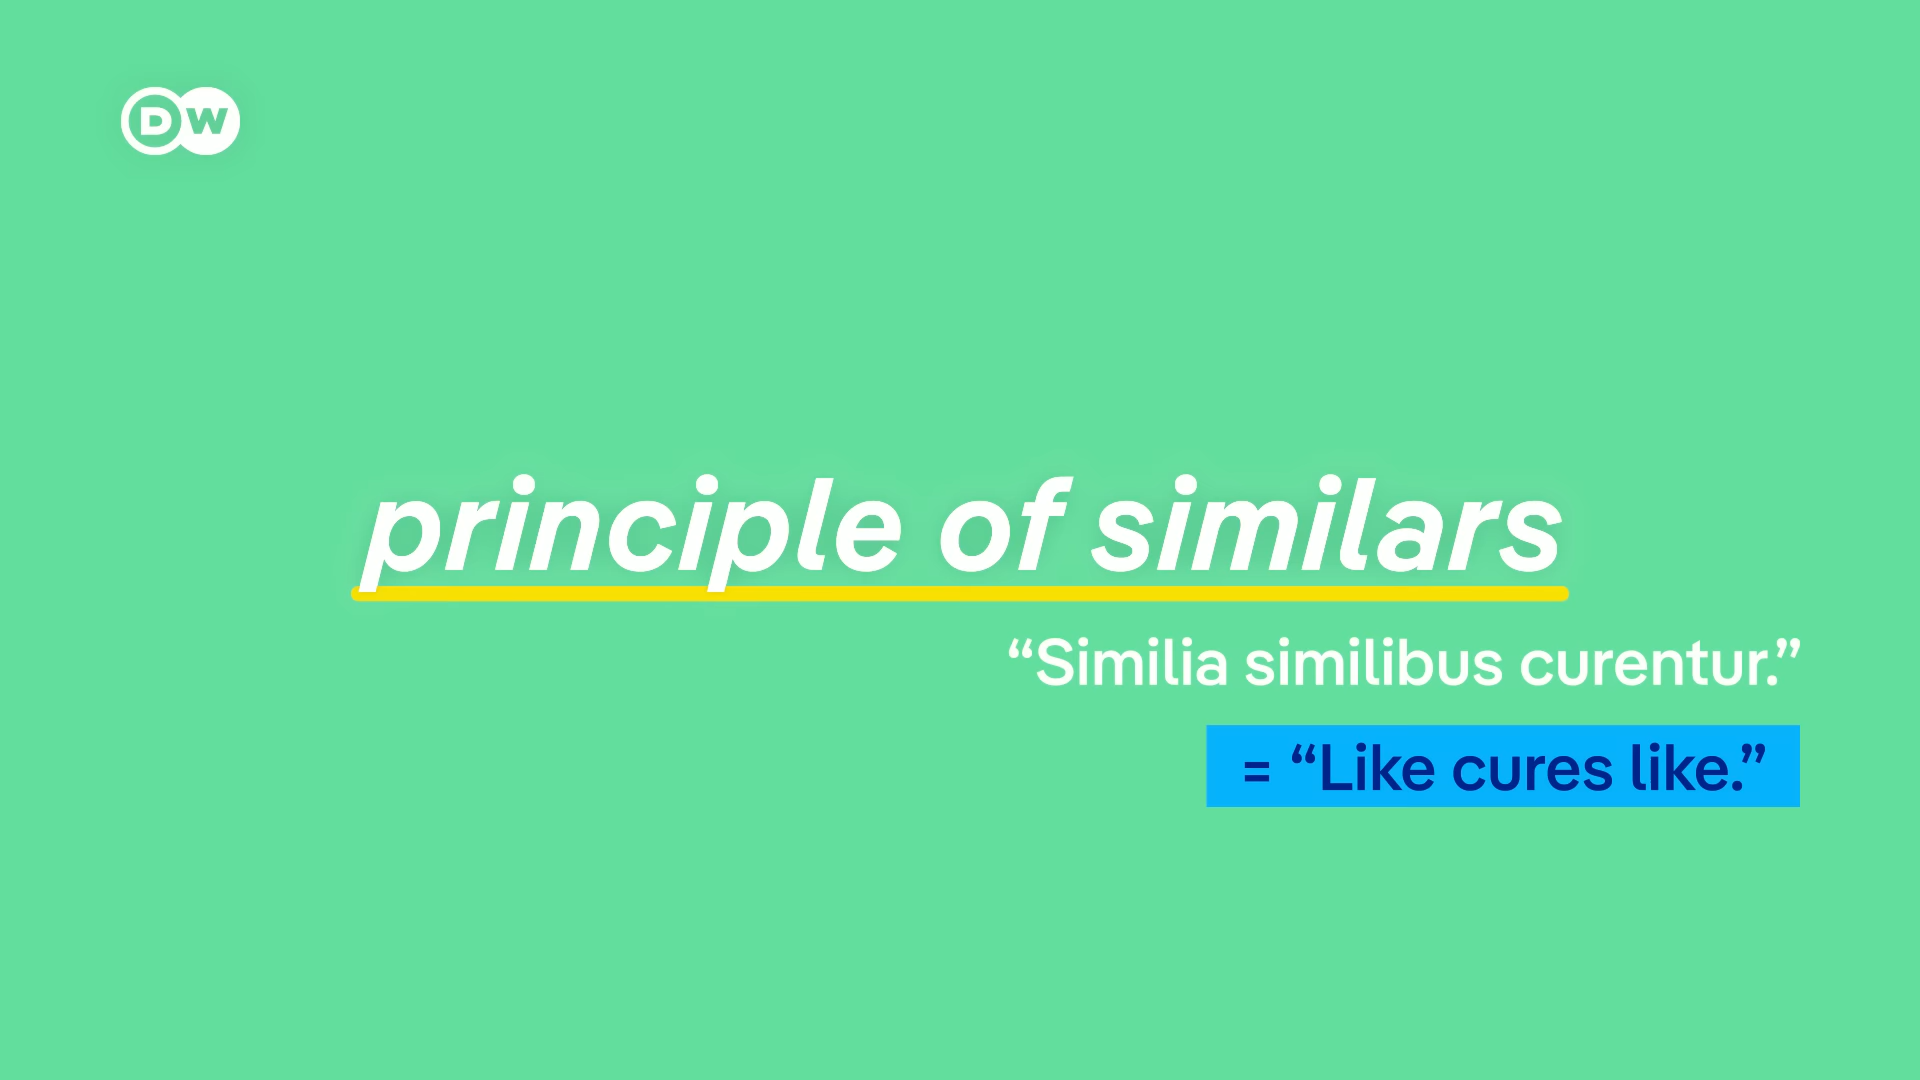 DW
principle of similars
“Similia similibus curentur.”
= “Like cures like.”